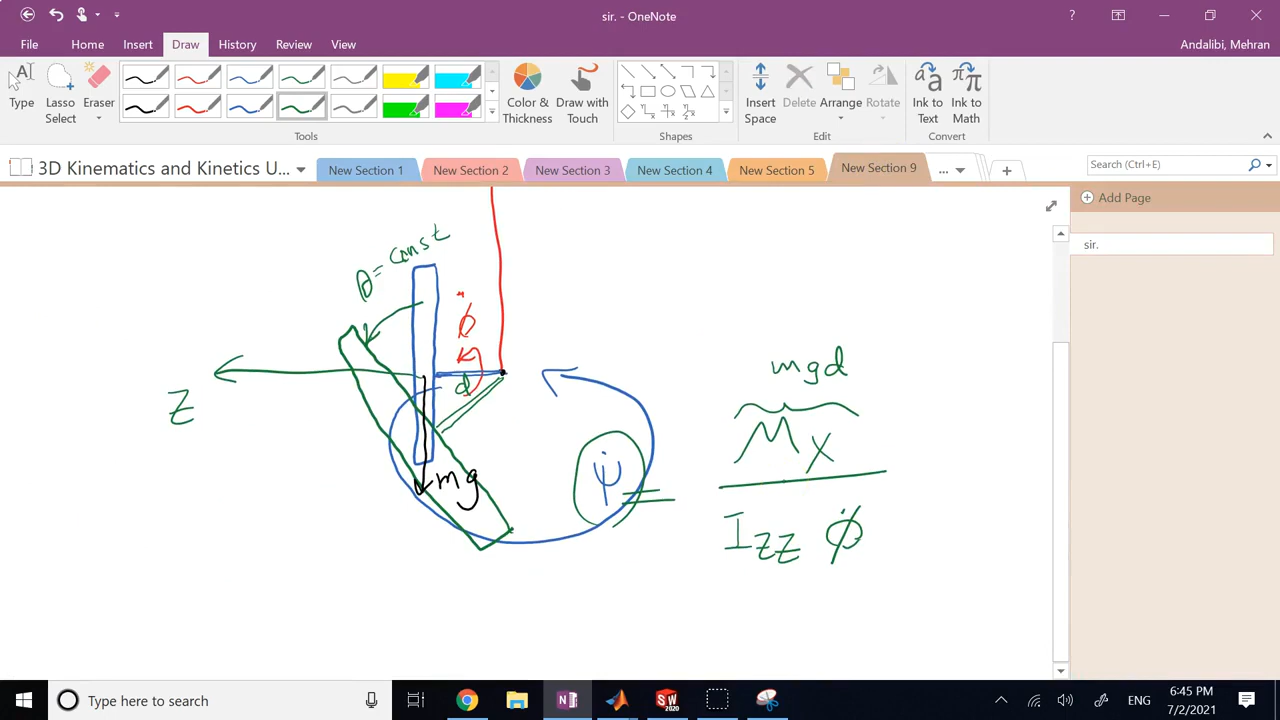 sir. - OneNote
File Home Insert Draw History Review View Andalibi, Mehran
Type Lasso Select Eraser Color & Thickness Draw with Touch Insert Space Delete Arrange Rotate Ink to Text Ink to Math
Tools Shapes Edit Convert
3D Kinematics and Kinetics U... New Section 1 New Section 2 New Section 3 New Section 4 New Section 5 New Section 9 ... Search (Ctrl+E)
Add Page
sir.
θ = const
φ̈
d
Z
mg
ψ̇ =
mgd
Mx
Izz φ̈
Type here to search
ENG
6:45 PM
7/2/2021